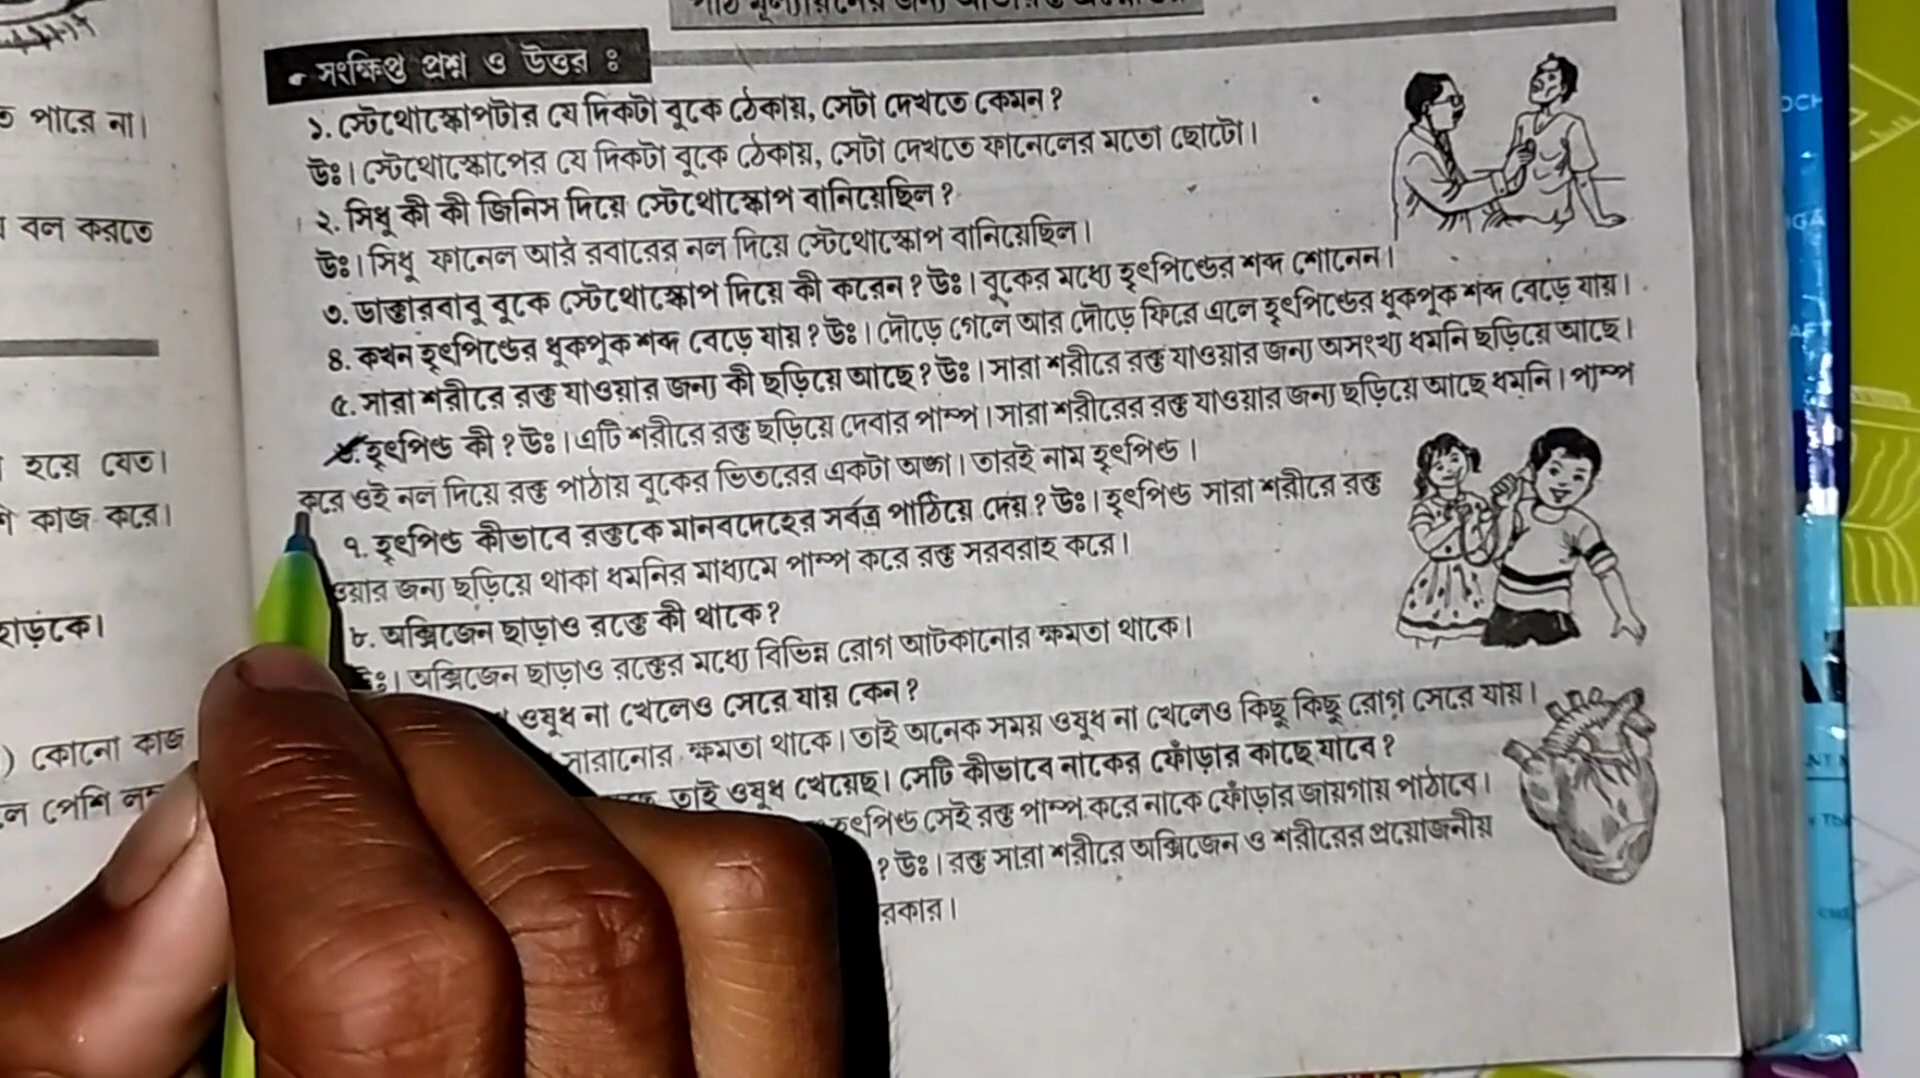 ত পারে না।
বল করতে
হয়ে যেত।
কাজ করে।
হাড়কে।
) কোনো কাজ
পেশি
• সংক্ষিপ্ত প্রশ্ন ও উত্তর ঃ
১. স্টেথোস্কোপটার যে দিকটা বুকে ঠেকায়, সেটা দেখতে কেমন ?
উঃ। স্টেথোস্কোপের যে দিকটা বুকে ঠেকায়, সেটা দেখতে ফানেলের মতো ছোটো।
২. সিধু কী কী জিনিস দিয়ে স্টেথোস্কোপ বানিয়েছিল ?
উঃ। সিধু ফানেল আর রবারের নল দিয়ে স্টেথোস্কোপ বানিয়েছিল।
৩. ডাক্তারবাবু বুকে স্টেথোস্কোপ দিয়ে কী করেন ? উঃ। বুকের মধ্যে হৃৎপিণ্ডের শব্দ শোনেন।
৪. কখন হৃৎপিণ্ডের ধুকপুক শব্দ বেড়ে যায় ? উঃ। দৌড়ে গেলে আর দৌড়ে ফিরে এলে হৃৎপিণ্ডের ধুকপুক শব্দ বেড়ে যায়।
৫. সারা শরীরে রক্ত যাওয়ার জন্য কী ছড়িয়ে আছে ? উঃ। সারা শরীরে রক্ত যাওয়ার জন্য অসংখ্য ধমনি ছড়িয়ে আছে।
৬. হৃৎপিণ্ড কী ? উঃ। এটি শরীরে রক্ত ছড়িয়ে দেবার পাম্প। সারা শরীরের রক্ত যাওয়ার জন্য ছড়িয়ে আছে ধমনি। পাম্প
করে ওই নল দিয়ে রক্ত পাঠায় বুকের ভিতরের একটা অঙ্গ। তারই নাম হৃৎপিণ্ড।
৭. হৃৎপিণ্ড কীভাবে রক্তকে মানবদেহের সর্বত্র পাঠিয়ে দেয় ? উঃ। হৃৎপিণ্ড সারা শরীরে রক্ত
ওয়ার জন্য ছড়িয়ে থাকা ধমনির মাধ্যমে পাম্প করে রক্ত সরবরাহ করে।
৮. অক্সিজেন ছাড়াও রক্তে কী থাকে ?
উঃ। অক্সিজেন ছাড়াও রক্তের মধ্যে বিভিন্ন রোগ আটকানোর ক্ষমতা থাকে।
ওষুধ না খেলেও সেরে যায় কেন ?
সারানোর ক্ষমতা থাকে। তাই অনেক সময় ওষুধ না খেলেও কিছু কিছু রোগ সেরে যায়।
তাই ওষুধ খেয়েছ। সেটি কীভাবে নাকের ফোঁড়ার কাছে যাবে ?
হৃৎপিণ্ড সেই রক্ত পাম্প করে নাকে ফোঁড়ার জায়গায় পাঠাবে।
? উঃ। রক্ত সারা শরীরে অক্সিজেন ও শরীরের প্রয়োজনীয়
রকার।